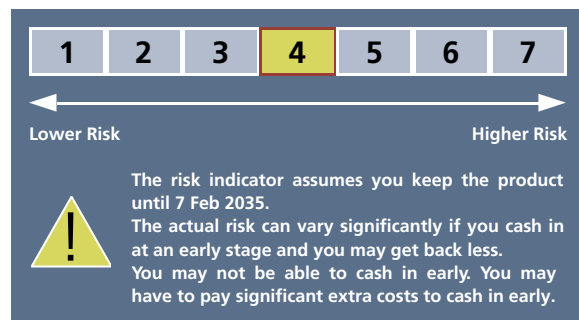 1 2 3 4 5 6 7
Lower Risk Higher Risk
The risk indicator assumes you keep the product
until 7 Feb 2035.
The actual risk can vary significantly if you cash in
at an early stage and you may get back less.
You may not be able to cash in early. You may
have to pay significant extra costs to cash in early.
!